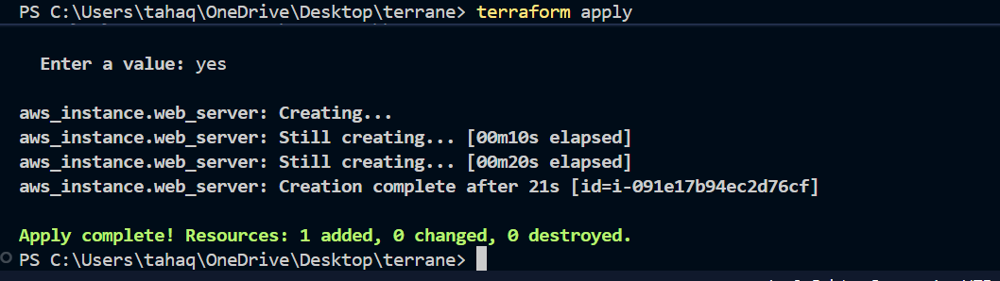 PS C:\Users\tahaq\OneDrive\Desktop\terrane> terraform apply
Enter a value: yes
aws_instance.web_server: Creating...
aws_instance.web_server: Still creating... [00m10s elapsed]
aws_instance.web_server: Still creating... [00m20s elapsed]
aws_instance.web_server: Creation complete after 21s [id=i-091e17b94ec2d76cf]
Apply complete! Resources: 1 added, 0 changed, 0 destroyed.
PS C:\Users\tahaq\OneDrive\Desktop\terrane>